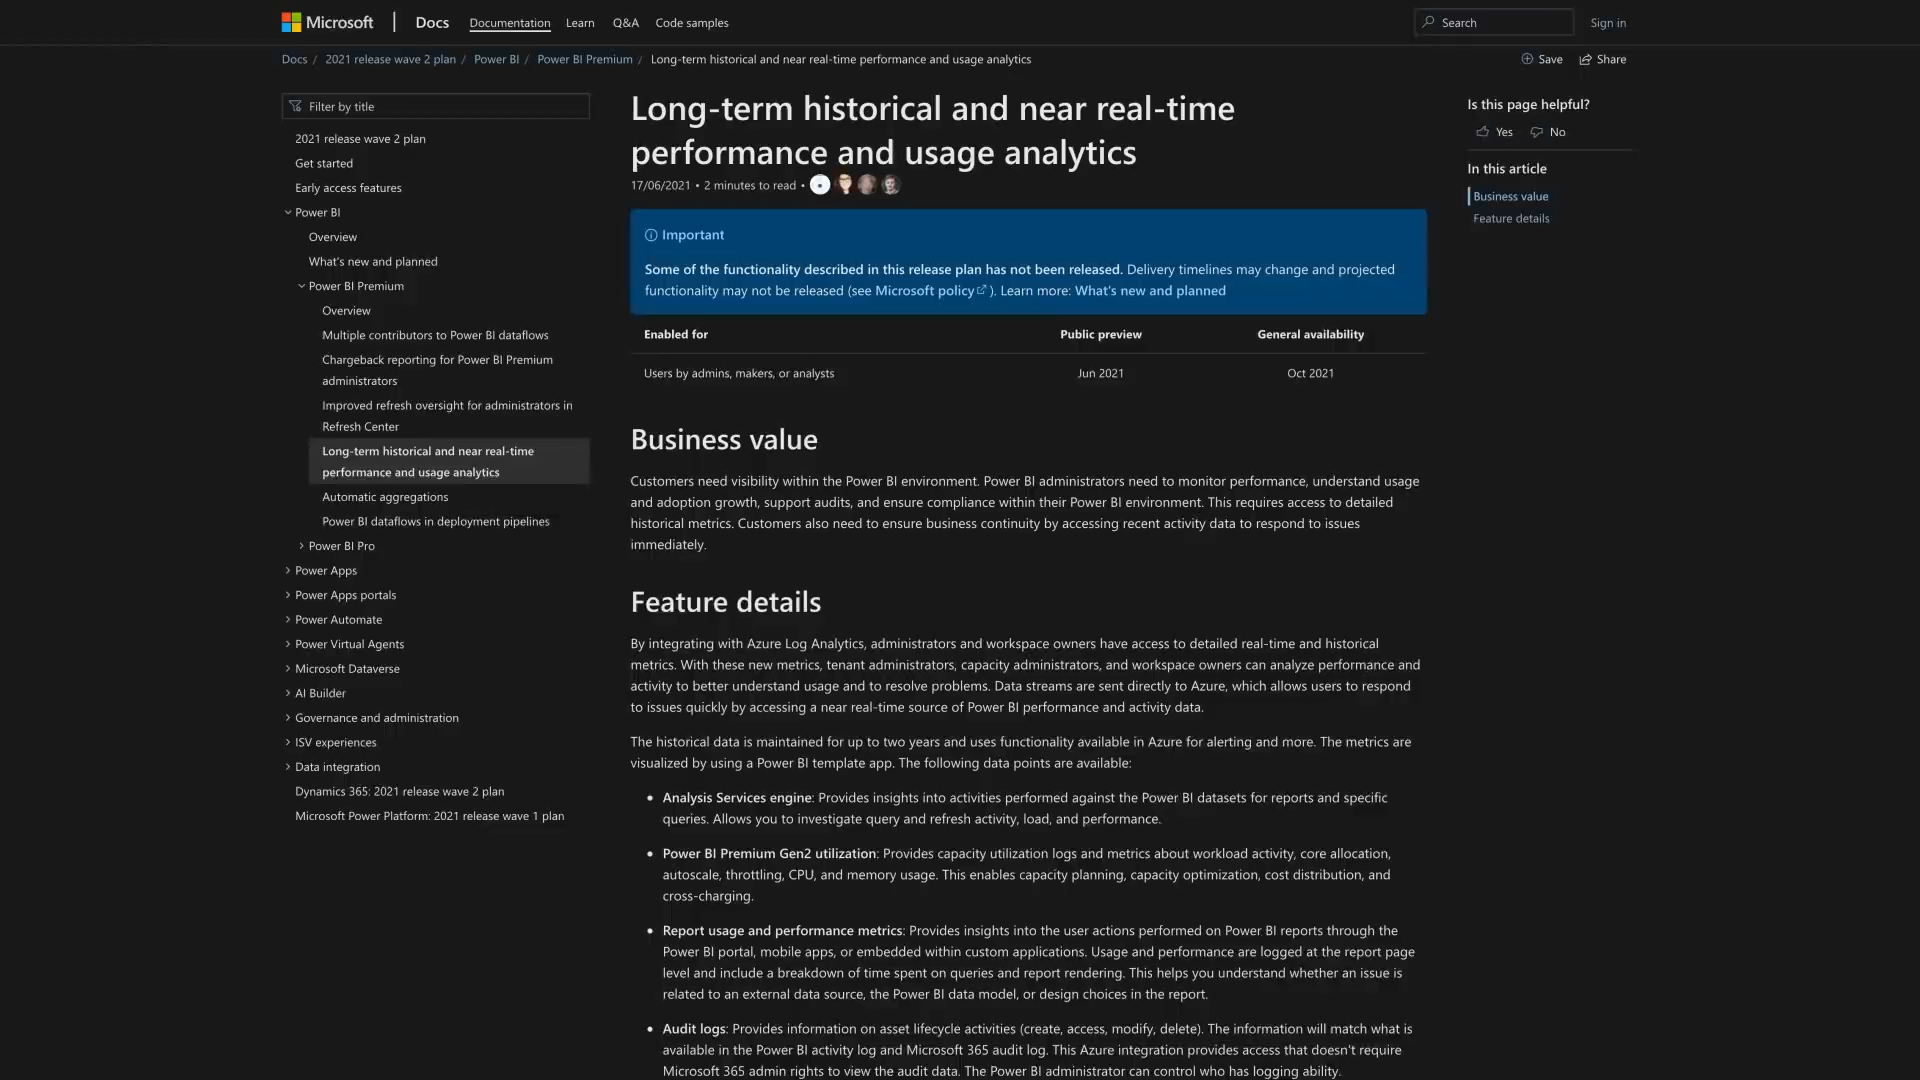 Microsoft
Docs
Documentation
Learn
Q&A
Code samples
Search
Sign in
Docs / 2021 release wave 2 plan / Power BI / Power BI Premium / Long-term historical and near real-time performance and usage analytics
Save
Share
Filter by title
2021 release wave 2 plan
Get started
Early access features
Power BI
Overview
What's new and planned
Power BI Premium
Overview
Multiple contributors to Power BI dataflows
Chargeback reporting for Power BI Premium
administrators
Improved refresh oversight for administrators in
Refresh Center
Long-term historical and near real-time
performance and usage analytics
Automatic aggregations
Power BI dataflows in deployment pipelines
Power BI Pro
Power Apps
Power Apps portals
Power Automate
Power Virtual Agents
Microsoft Dataverse
AI Builder
Governance and administration
ISV experiences
Data integration
Dynamics 365: 2021 release wave 2 plan
Microsoft Power Platform: 2021 release wave 1 plan
Long-term historical and near real-time
performance and usage analytics
17/06/2021 • 2 minutes to read •
Important
Some of the functionality described in this release plan has not been released. Delivery timelines may change and projected
functionality may not be released (see Microsoft policy). Learn more: What's new and planned
Enabled for Public preview General availability
Users by admins, makers, or analysts Jun 2021 Oct 2021
Business value
Customers need visibility within the Power BI environment. Power BI administrators need to monitor performance, understand usage
and adoption growth, support audits, and ensure compliance within their Power BI environment. This requires access to detailed
historical metrics. Customers also need to ensure business continuity by accessing recent activity data to respond to issues
immediately.
Feature details
By integrating with Azure Log Analytics, administrators and workspace owners have access to detailed real-time and historical
metrics. With these new metrics, tenant administrators, capacity administrators, and workspace owners can analyze performance and
activity to better understand usage and to resolve problems. Data streams are sent directly to Azure, which allows users to respond
to issues quickly by accessing a near real-time source of Power BI performance and activity data.
The historical data is maintained for up to two years and uses functionality available in Azure for alerting and more. The metrics are
visualized by using a Power BI template app. The following data points are available:
• Analysis Services engine: Provides insights into activities performed against the Power BI datasets for reports and specific
queries. Allows you to investigate query and refresh activity, load, and performance.
• Power BI Premium Gen2 utilization: Provides capacity utilization logs and metrics about workload activity, core allocation,
autoscale, throttling, CPU, and memory usage. This enables capacity planning, capacity optimization, cost distribution, and
cross-charging.
• Report usage and performance metrics: Provides insights into the user actions performed on Power BI reports through the
Power BI portal, mobile apps, or embedded within custom applications. Usage and performance are logged at the report page
level and include a breakdown of time spent on queries and report rendering. This helps you understand whether an issue is
related to an external data source, the Power BI data model, or design choices in the report.
• Audit logs: Provides information on asset lifecycle activities (create, access, modify, delete). The information will match what is
available in the Power BI activity log and Microsoft 365 audit log. This Azure integration provides access that doesn't require
Microsoft 365 admin rights to view the audit data. The Power BI administrator can control who has logging ability.
Is this page helpful?
Yes
No
In this article
Business value
Feature details